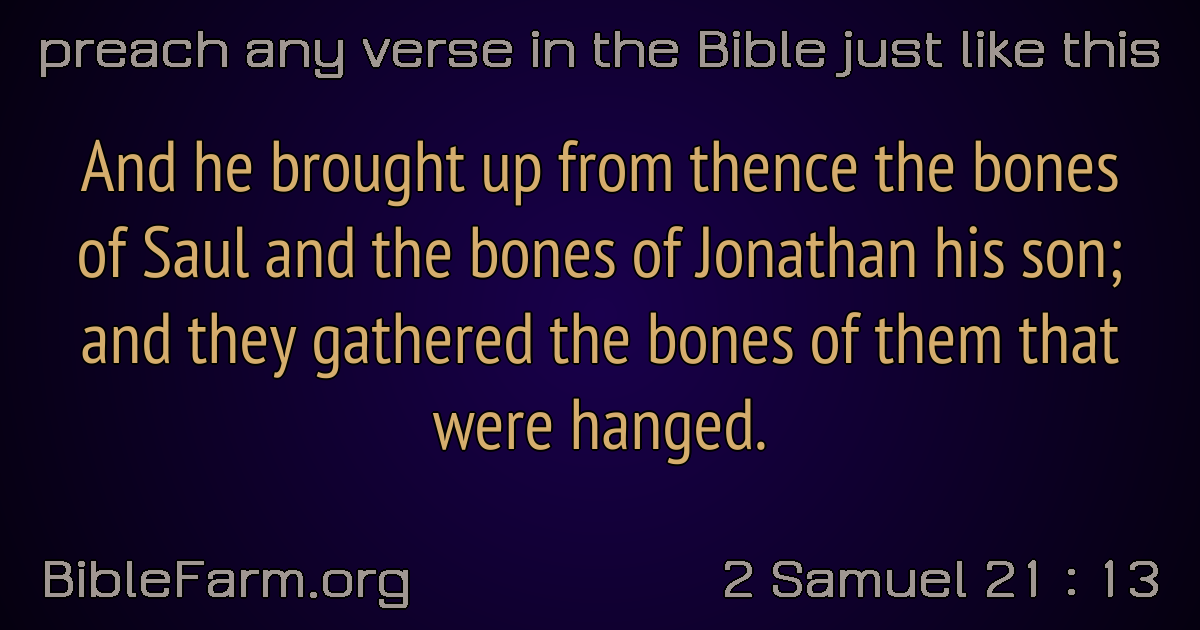 preach any verse in the Bible just like this
And he brought up from thence the bones
of Saul and the bones of Jonathan his son;
and they gathered the bones of them that
were hanged.
BibleFarm.org
2 Samuel 21 : 13